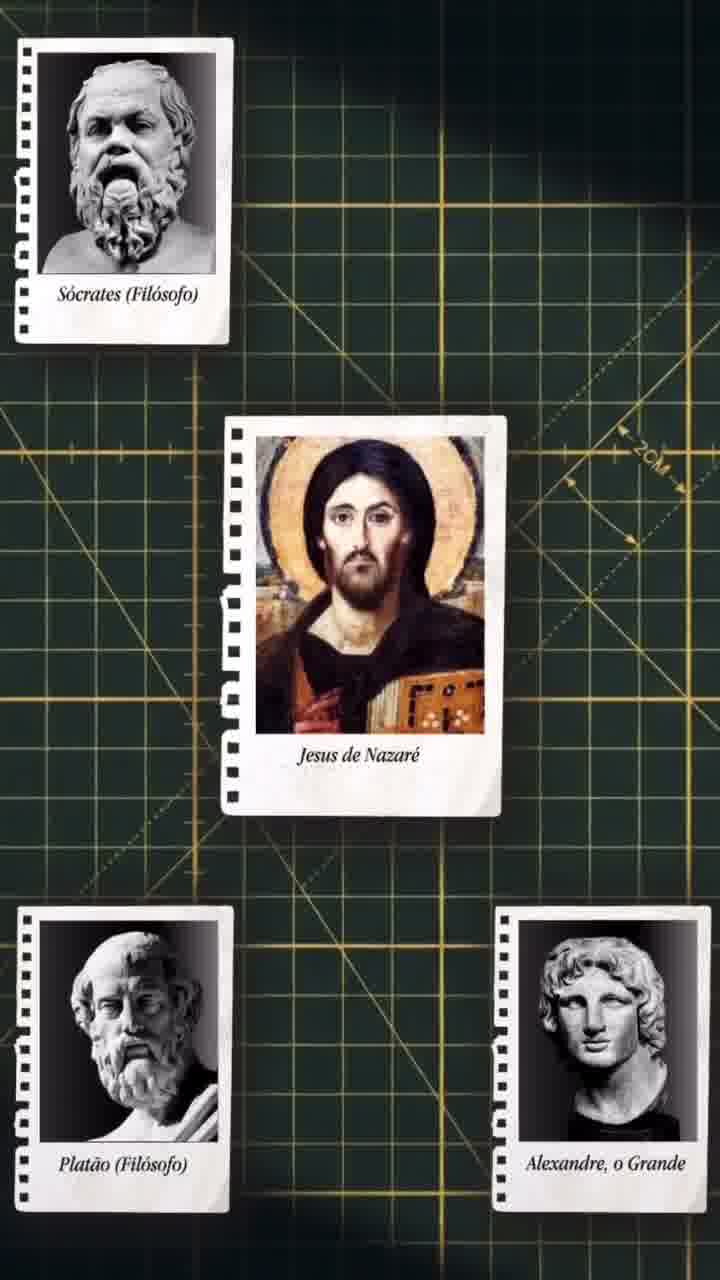 Sócrates (Filósofo)
2CM
Jesus de Nazaré
Platão (Filósofo)
Alexandre, o Grande